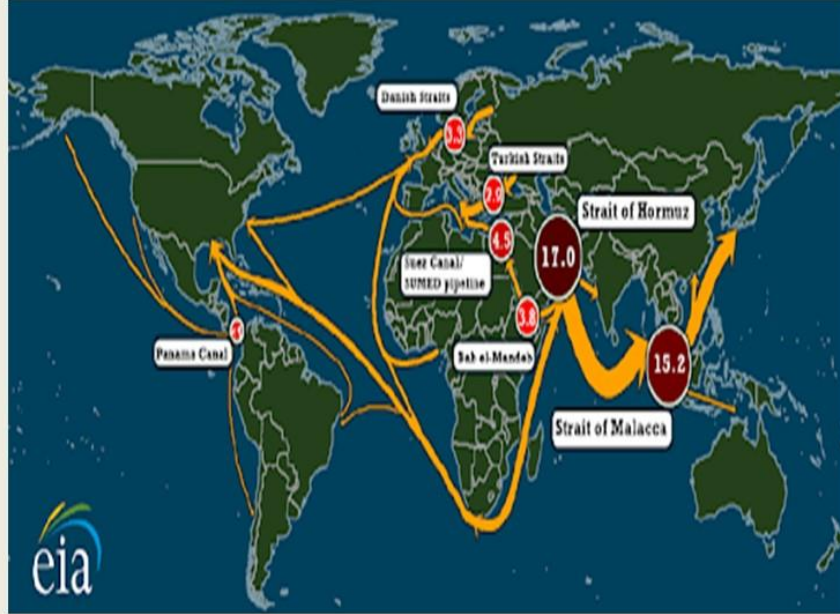 Danish Straits
3.3
Turkish Straits
2.9
Strait of Hormuz
17.0
4.5
Suez Canal/
SUMED pipeline
3.8
Bab el-Mandeb
Panama Canal
15.2
Strait of Malacca
eia